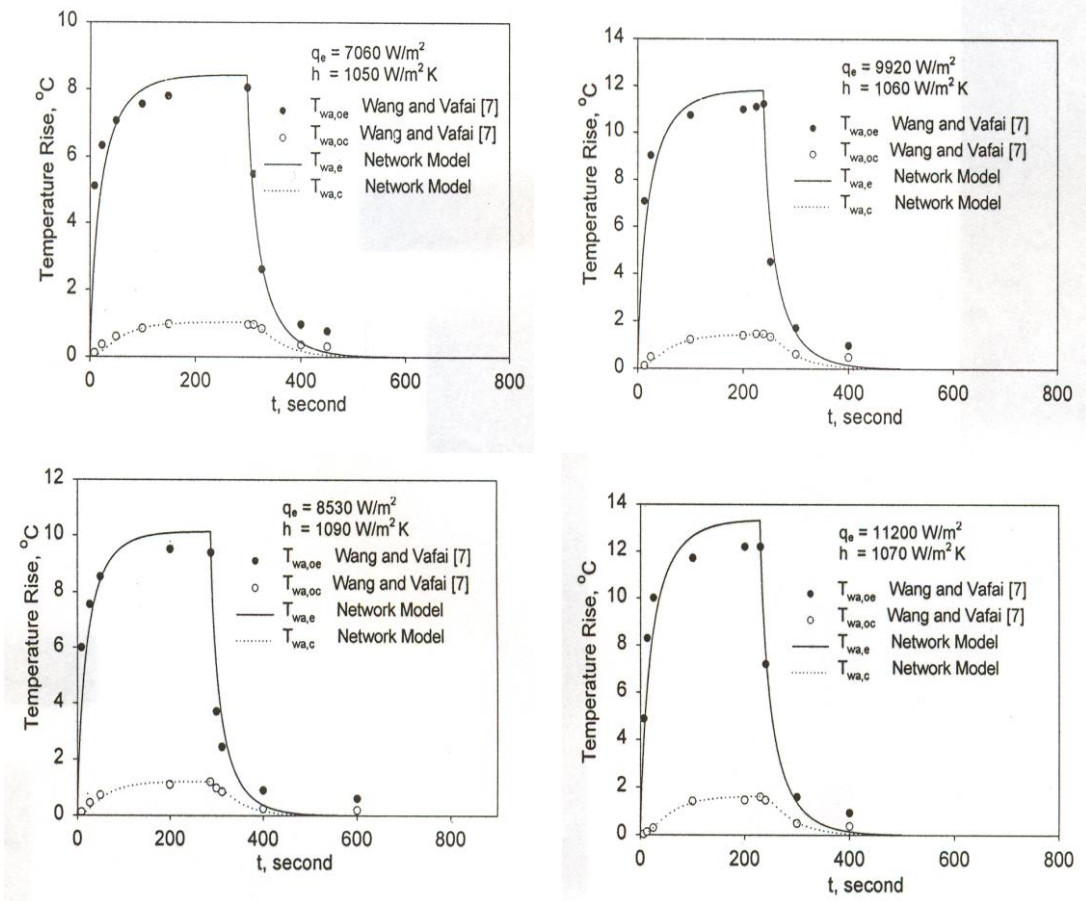 10
8
6
4
2
0
Temperature Rise, °C
qₑ = 7060 W/m²
h = 1050 W/m² K
T_wa,oe Wang and Vafai [7]
T_wa,oc Wang and Vafai [7]
T_wa,e Network Model
T_wa,c Network Model
0 200 400 600 800
t, second
14
12
10
8
6
4
2
0
Temperature Rise, °C
qₑ = 9920 W/m²
h = 1060 W/m² K
T_wa,oe Wang and Vafai [7]
T_wa,oc Wang and Vafai [7]
T_wa,e Network Model
T_wa,c Network Model
0 200 400 600 800
t, second
12
10
8
6
4
2
0
Temperature Rise, °C
qₑ = 8530 W/m²
h = 1090 W/m² K
T_wa,oe Wang and Vafai [7]
T_wa,oc Wang and Vafai [7]
T_wa,e Network Model
T_wa,c Network Model
0 200 400 600 800
t, second
14
12
10
8
6
4
2
0
Temperature Rise, °C
qₑ = 11200 W/m²
h = 1070 W/m² K
T_wa,oe Wang and Vafai [7]
T_wa,oc Wang and Vafai [7]
T_wa,e Network Model
T_wa,c Network Model
0 200 400 600 800
t, second